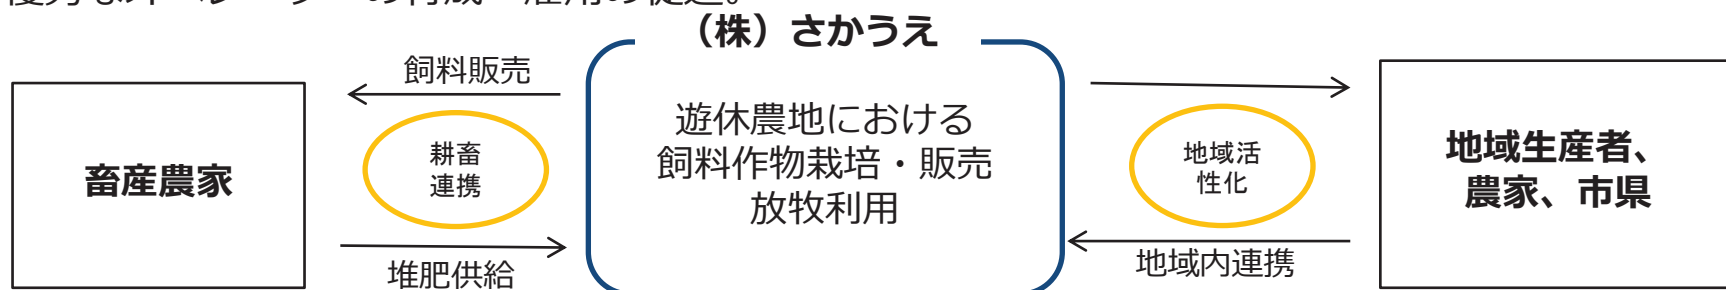 （株）さかうえ
飼料販売
耕畜
連携
畜産農家
堆肥供給
遊休農地における
飼料作物栽培・販売
放牧利用
地域活
性化
地域内連携
地域生産者、
農家、市県